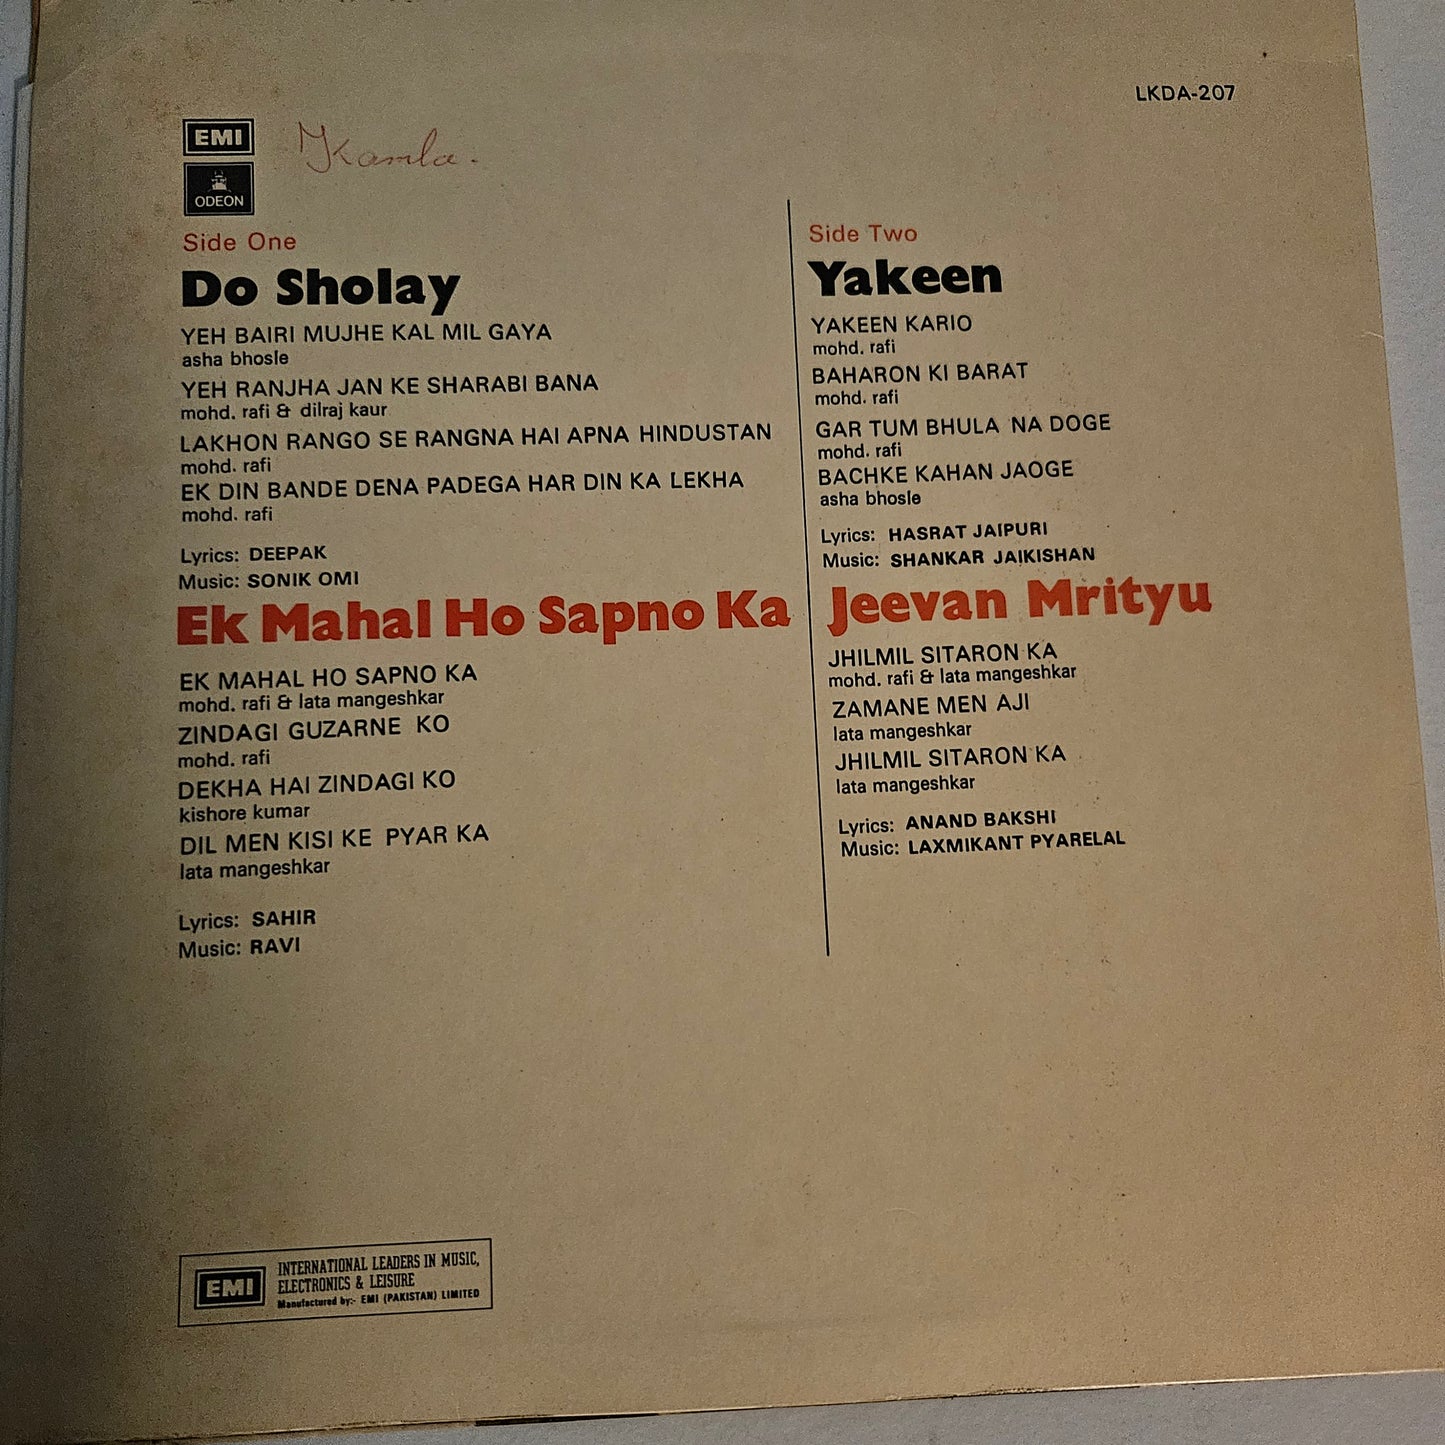 LKDA-207
EMI
Kamla.
ODEON
Side One
Do Sholay
YEH BAIRI MUJHE KAL MIL GAYA
asha bhosle
YEH RANJHA JAN KE SHARABI BANA
mohd. rafi & dilraj kaur
LAKHON RANGO SE RANGNA HAI APNA HINDUSTAN
mohd. rafi
EK DIN BANDE DENA PADEGA HAR DIN KA LEKHA
mohd. rafi
Lyrics: DEEPAK
Music: SONIK OMI
Ek Mahal Ho Sapno Ka
EK MAHAL HO SAPNO KA
mohd. rafi & lata mangeshkar
ZINDAGI GUZARNE KO
mohd. rafi
DEKHA HAI ZINDAGI KO
kishore kumar
DIL MEN KISI KE PYAR KA
lata mangeshkar
Lyrics: SAHIR
Music: RAVI
Side Two
Yakeen
YAKEEN KARIO
mohd. rafi
BAHARON KI BARAT
mohd. rafi
GAR TUM BHULA NA DOGE
mohd. rafi
BACHKE KAHAN JAOGE
asha bhosle
Lyrics: HASRAT JAIPURI
Music: SHANKAR JAIKISHAN
Jeevan Mrityu
JHILMIL SITARON KA
mohd. rafi & lata mangeshkar
ZAMANE MEN AJI
lata mangeshkar
JHILMIL SITARON KA
lata mangeshkar
Lyrics: ANAND BAKSHI
Music: LAXMIKANT PYARELAL
EMI
INTERNATIONAL LEADERS IN MUSIC,
ELECTRONICS & LEISURE
Manufactured by:- EMI (PAKISTAN) LIMITED